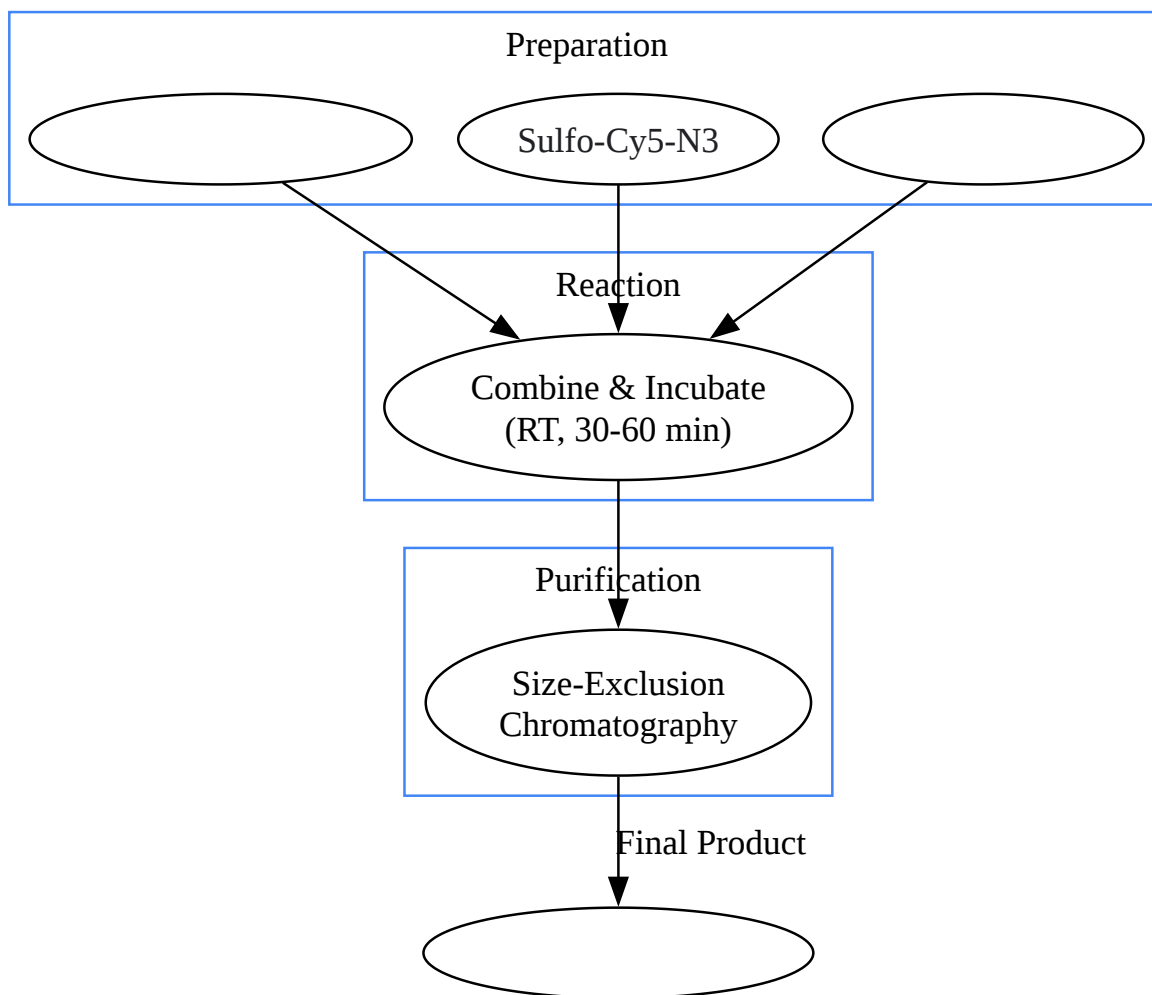 Preparation
Sulfo-Cy5-N3
Reaction
Combine & Incubate
(RT, 30-60 min)
Purification
Size-Exclusion
Chromatography
Final Product